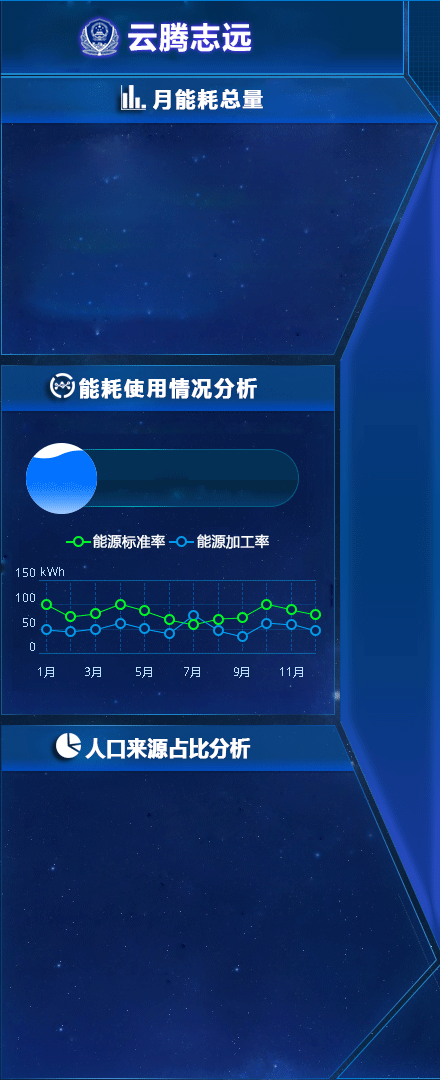 云腾志远
月能耗总量
能耗使用情况分析
能源标准率 能源加工率
150 kWh
100
50
0
1月 3月 5月 7月 9月 11月
人口来源占比分析